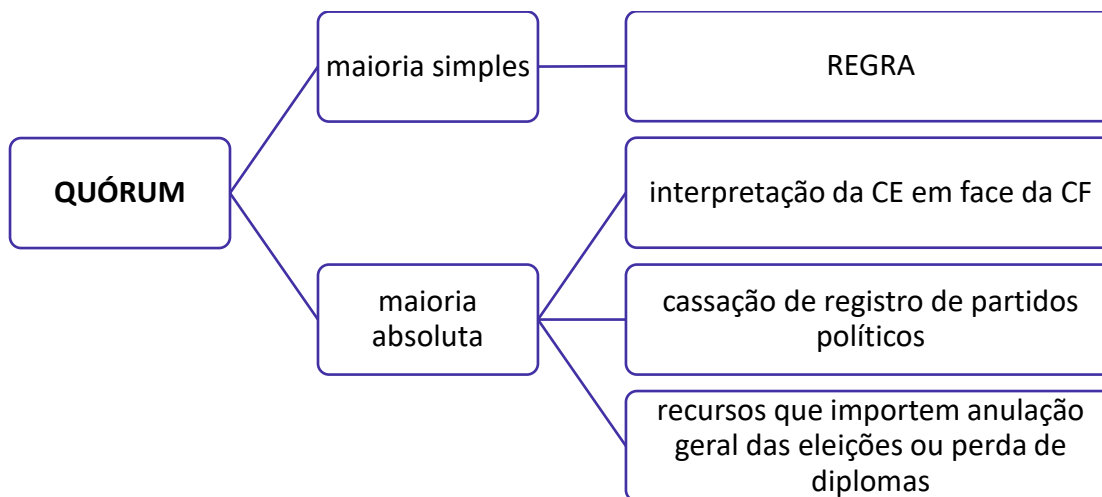 QUÓRUM
maioria simples
REGRA
maioria
absoluta
interpretação da CE em face da CF
cassação de registro de partidos
políticos
recursos que importem anulação
geral das eleições ou perda de
diplomas